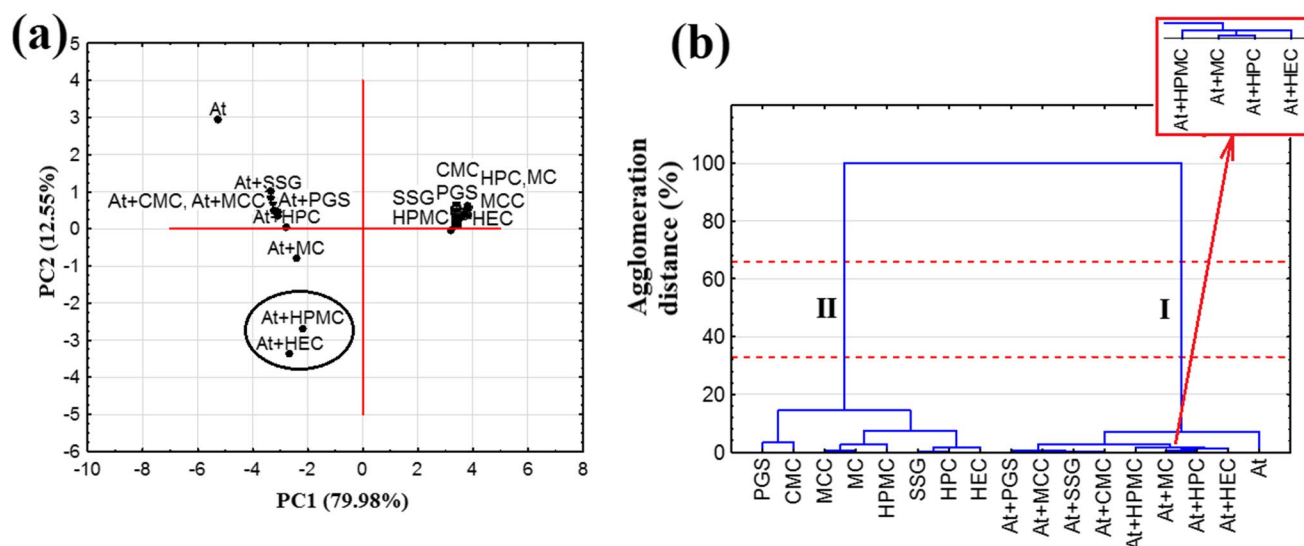 (a)
5
4
3
2
1
0
-1
-2
-3
-4
-5
-6
PC2 (12.55%)
At
At+SSG
At+CMC, At+MCC
At+PGS
At+HPC
At+MC
At+HPMC
At+HEC
CMC
HPC,MC
SSG
PGS
MCC
HPMC
HEC
-10
-8
-6
-4
-2
0
2
4
6
8
PC1 (79.98%)
(b)
At+HPMC
At+MC
At+HPC
At+HEC
Agglomeration
distance (%)
100
80
60
40
20
0
II
I
PGS
CMC
MCC
MC
HPMC
SSG
HPC
HEC
At+PGS
At+MCC
At+SSG
At+CMC
At+HPMC
At+MC
At+HPC
At+HEC
At